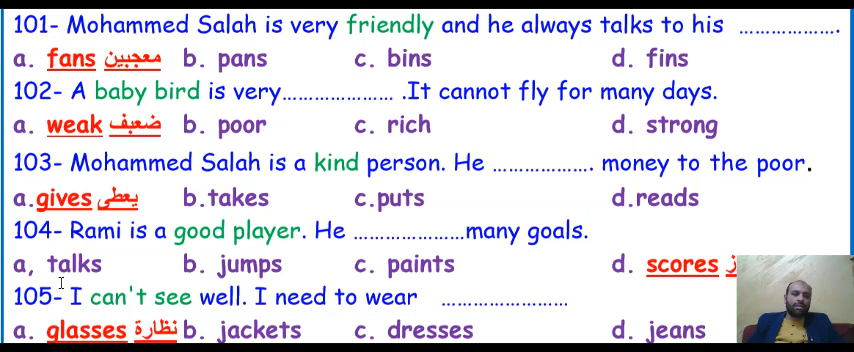 101- Mohammed Salah is very friendly and he always talks to his ………………….
a. fans معجبين b. pans c. bins d. fins
102- A baby bird is very………………… .It cannot fly for many days.
a. weak ضعيف b. poor c. rich d. strong
103- Mohammed Salah is a kind person. He ………………. money to the poor.
a.gives يعطى b.takes c.puts d.reads
104- Rami is a good player. He …………………many goals.
a, talks b. jumps c. paints d. scores
105- I can't see well. I need to wear ……………………
a. glasses نظارة b. jackets c. dresses d. jeans